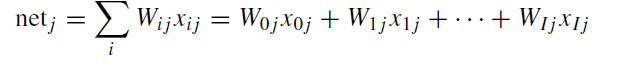 net_j = \sum_i W_{ij}x_{ij} = W_{0j}x_{0j} + W_{1j}x_{1j} + \cdots + W_{Ij}x_{Ij}